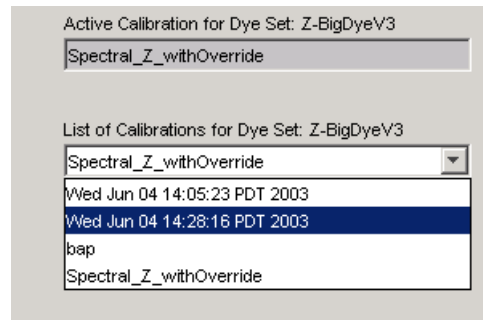 Active Calibration for Dye Set: Z-BigDyeV3
Spectral_Z_withOverride
List of Calibrations for Dye Set: Z-BigDyeV3
Spectral_Z_withOverride
Wed Jun 04 14:05:23 PDT 2003
Wed Jun 04 14:28:16 PDT 2003
bap
Spectral_Z_withOverride